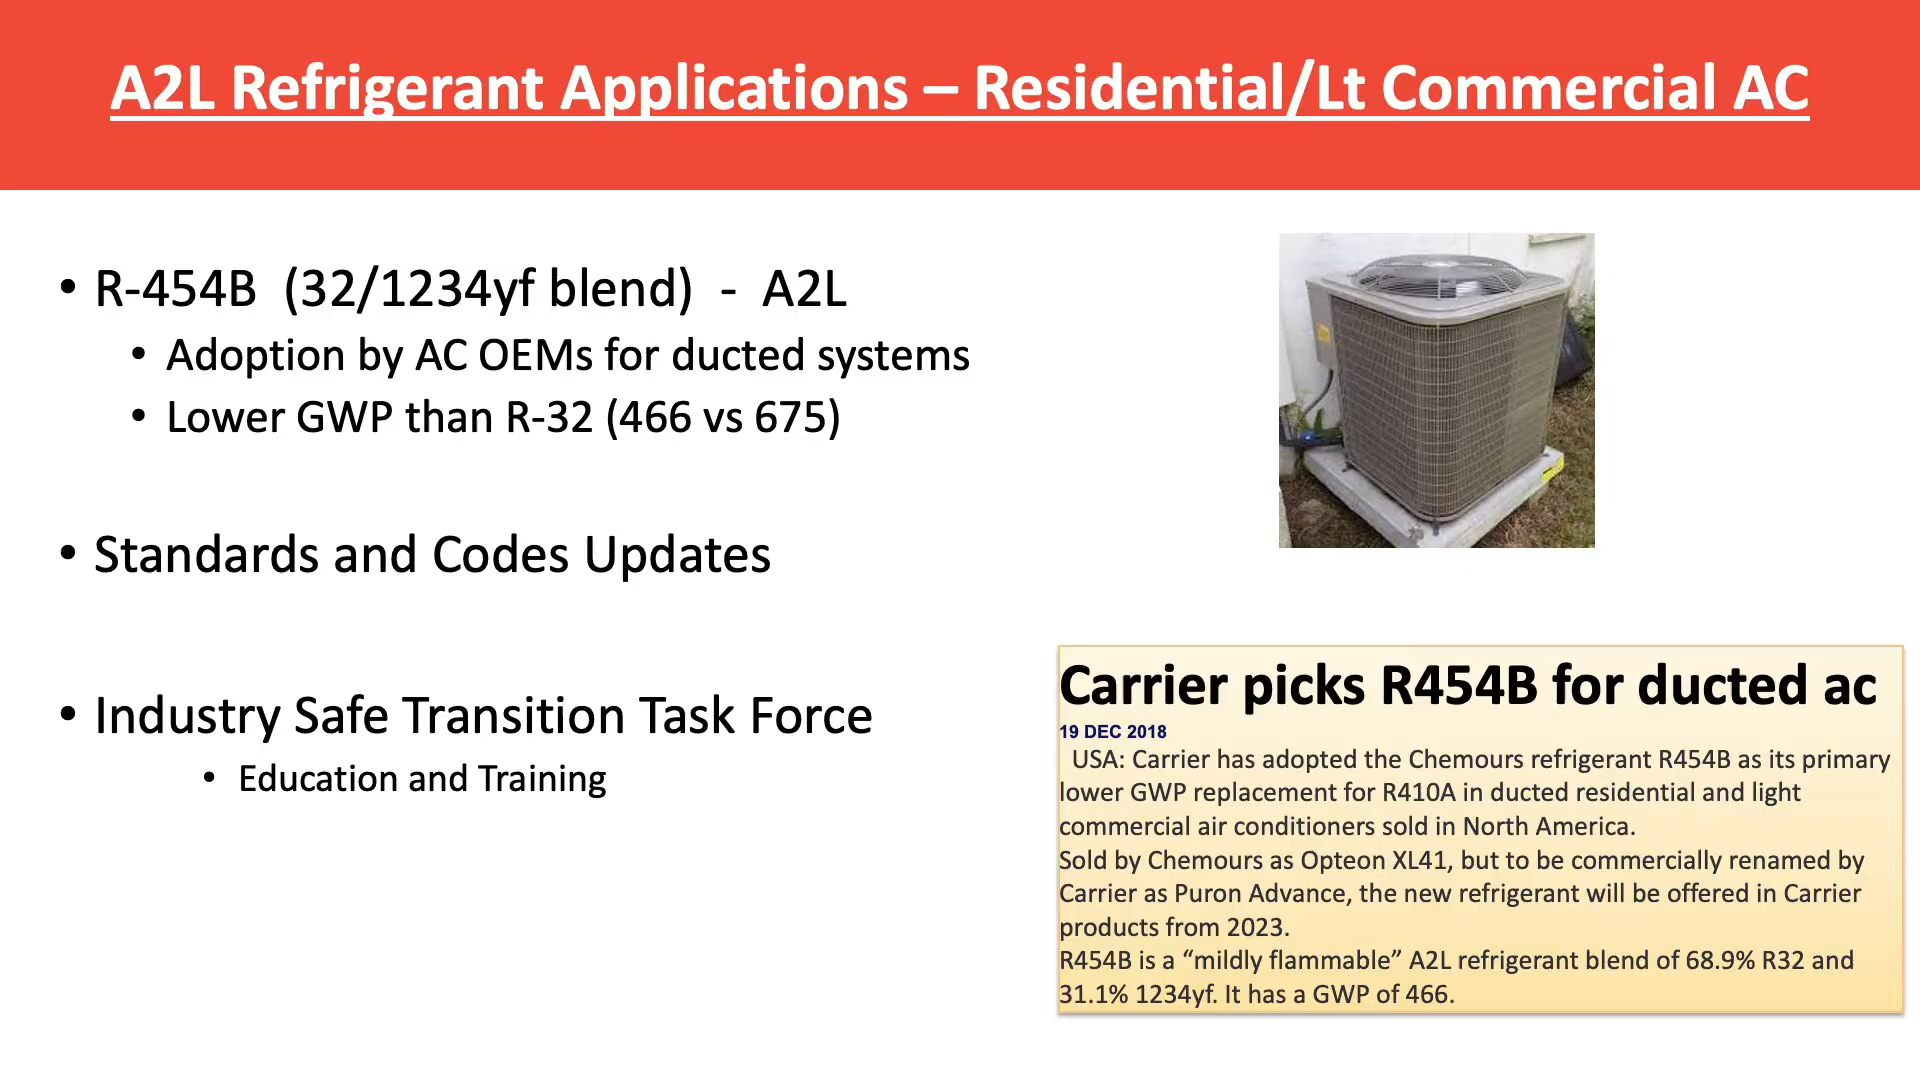 A2L Refrigerant Applications – Residential/Lt Commercial AC
• R-454B (32/1234yf blend) - A2L
• Adoption by AC OEMs for ducted systems
• Lower GWP than R-32 (466 vs 675)
• Standards and Codes Updates
• Industry Safe Transition Task Force
• Education and Training
Carrier picks R454B for ducted ac
19 DEC 2018
USA: Carrier has adopted the Chemours refrigerant R454B as its primary
lower GWP replacement for R410A in ducted residential and light
commercial air conditioners sold in North America.
Sold by Chemours as Opteon XL41, but to be commercially renamed by
Carrier as Puron Advance, the new refrigerant will be offered in Carrier
products from 2023.
R454B is a “mildly flammable” A2L refrigerant blend of 68.9% R32 and
31.1% 1234yf. It has a GWP of 466.